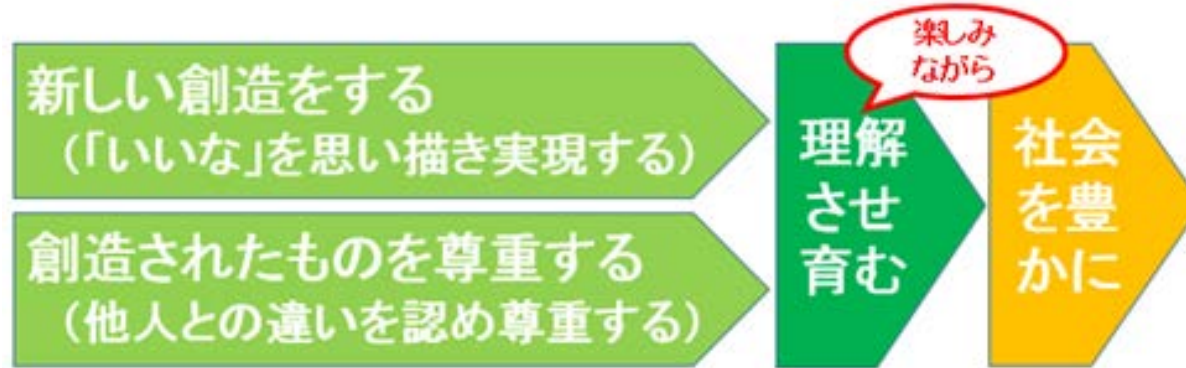 新しい創造をする
（「いいな」を思い描き実現する）
創造されたものを尊重する
（他人との違いを認め尊重する）
楽しみ
ながら
理解
させ
育む
社会
を豊
かに